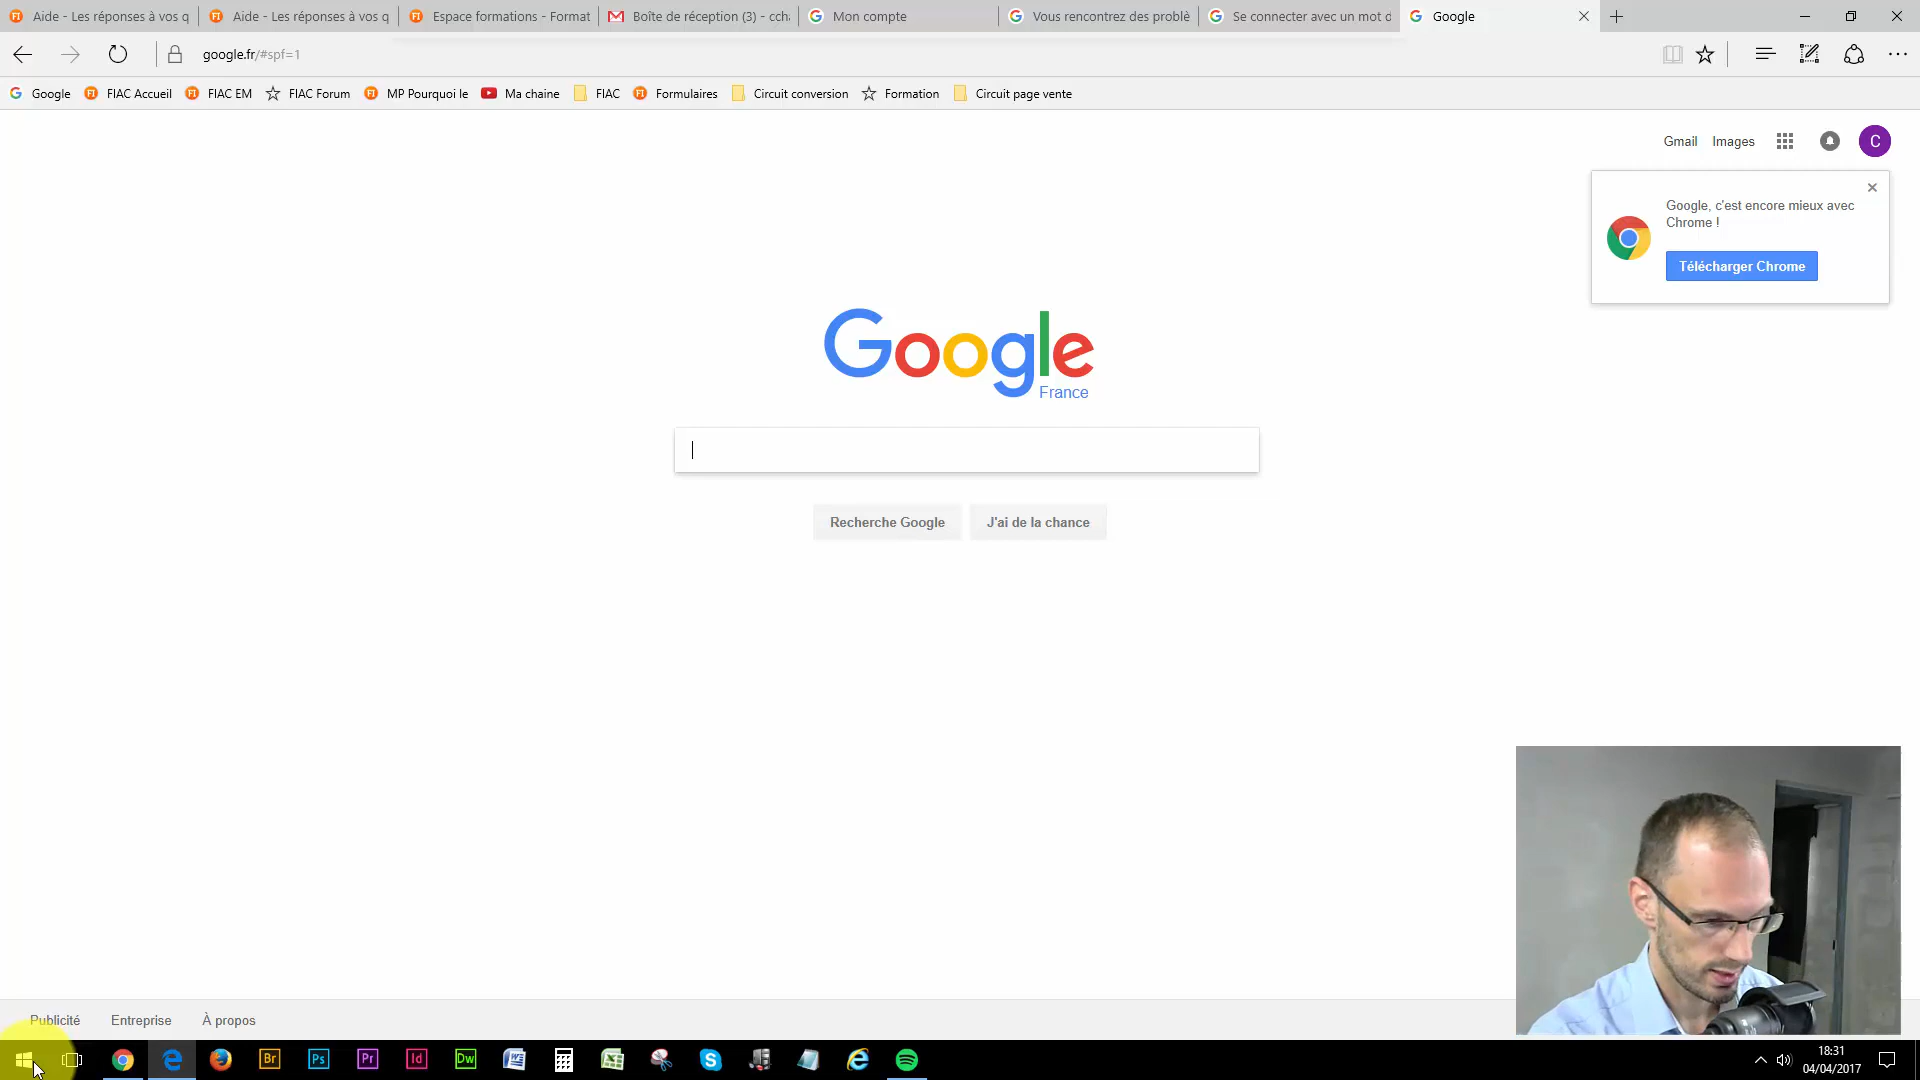 Aide - Les réponses à vos q
Aide - Les réponses à vos q
Espace formations - Format
Boîte de réception (3) - ccha
Mon compte
Vous rencontrez des problè
Se connecter avec un mot d
Google
google.fr/#spf=1
Google
FIAC Accueil
FIAC EM
FIAC Forum
MP Pourquoi le
Ma chaine
FIAC
Formulaires
Circuit conversion
Formation
Circuit page vente
Gmail
Images
C
Google, c'est encore mieux avec
Chrome !
Télécharger Chrome
Google
France
Recherche Google
J'ai de la chance
Publicité
Entreprise
À propos
Br
Ps
Pr
Id
Dw
18:31
04/04/2017